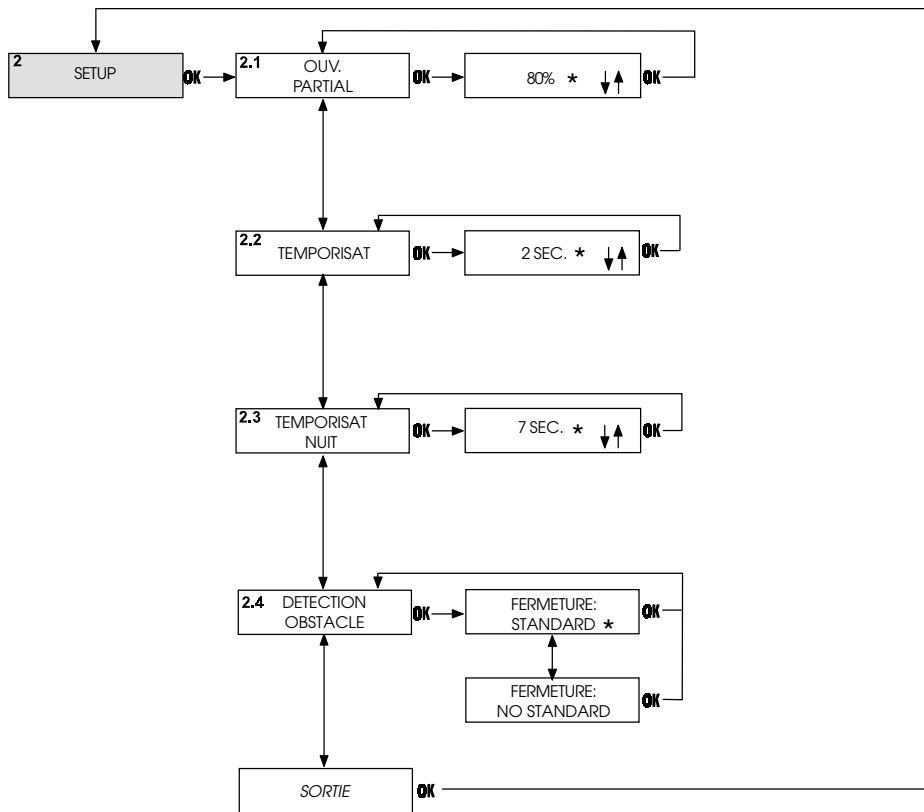 2
SETUP
OK
2.1
OUV.
PARTIAL
OK
80% *
OK
2.2
TEMPORISAT
OK
2 SEC. *
OK
2.3
TEMPORISAT
NUIT
OK
7 SEC. *
OK
2.4
DETECTION
OBSTACLE
OK
FERMETURE:
STANDARD *
OK
FERMETURE:
NO STANDARD
OK
SORTIE
OK